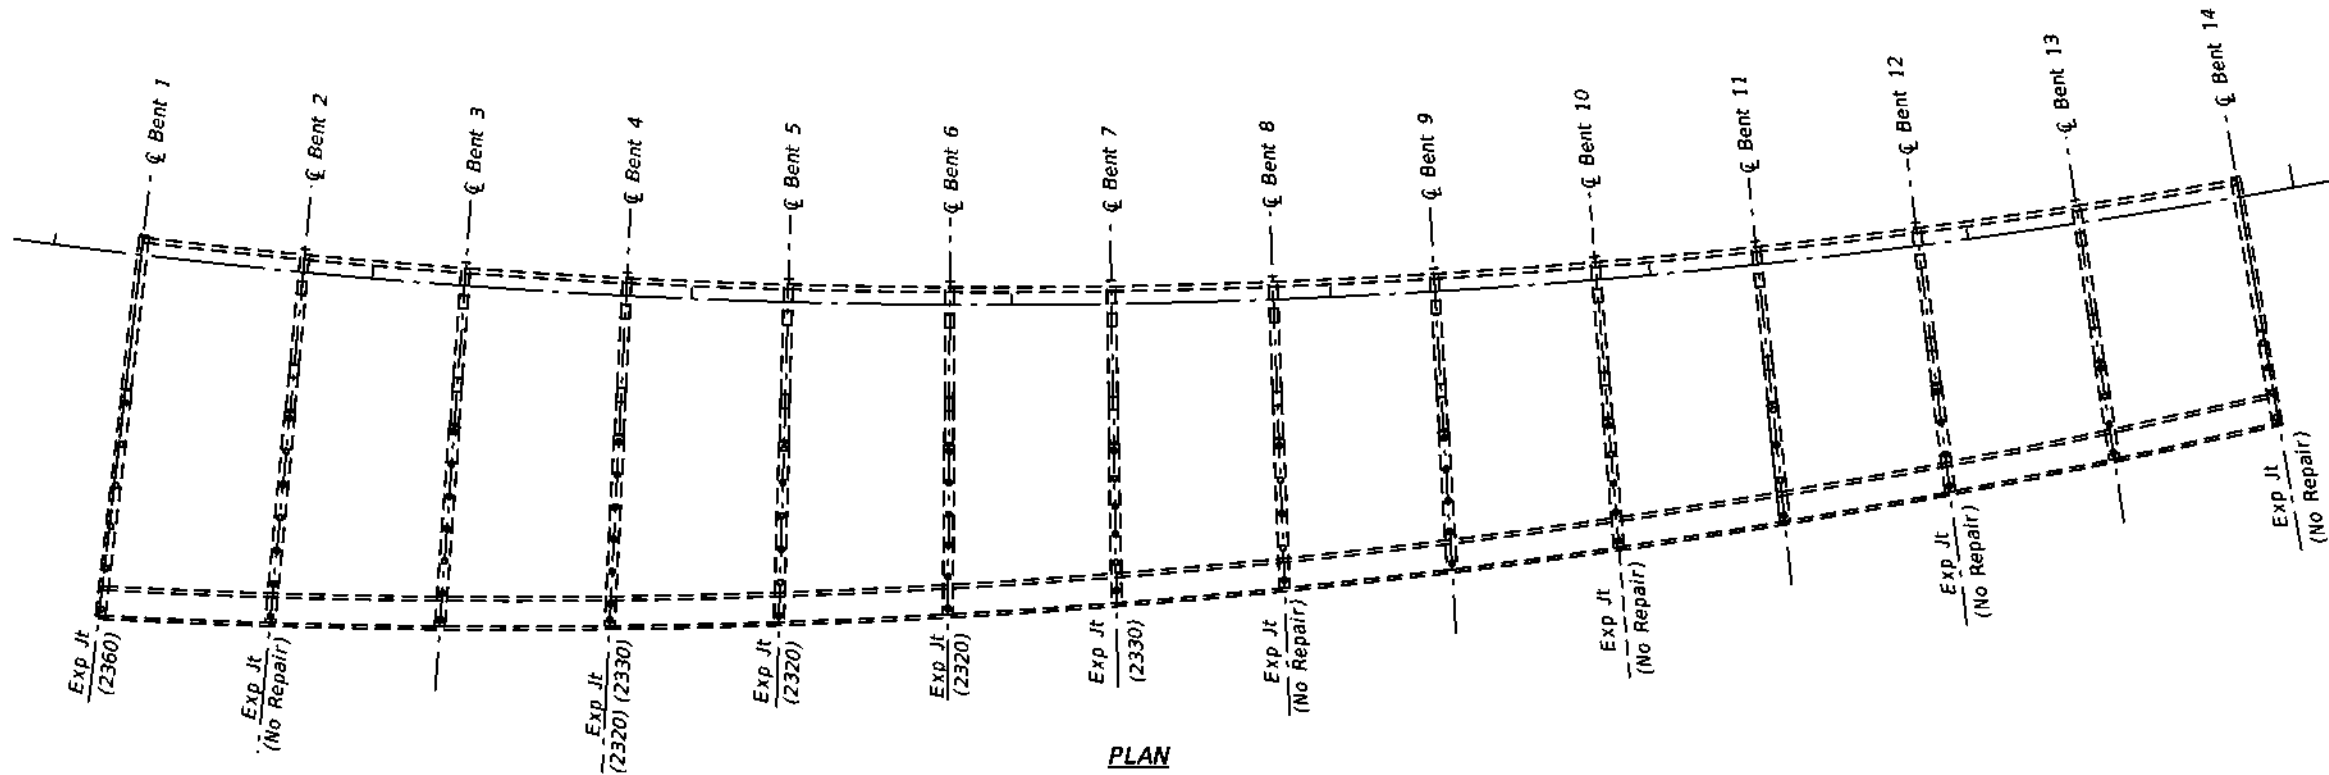 ℄ Bent 1
℄ Bent 2
℄ Bent 3
℄ Bent 4
℄ Bent 5
℄ Bent 6
℄ Bent 7
℄ Bent 8
℄ Bent 9
℄ Bent 10
℄ Bent 11
℄ Bent 12
℄ Bent 13
℄ Bent 14
Exp Jt
(2360)
Exp Jt
(No Repair)
Exp Jt
(2320) (2330)
Exp Jt
(2320)
Exp Jt
(2320)
Exp Jt
(2330)
Exp Jt
(No Repair)
Exp Jt
(No Repair)
Exp Jt
(No Repair)
Exp Jt
(No Repair)
PLAN